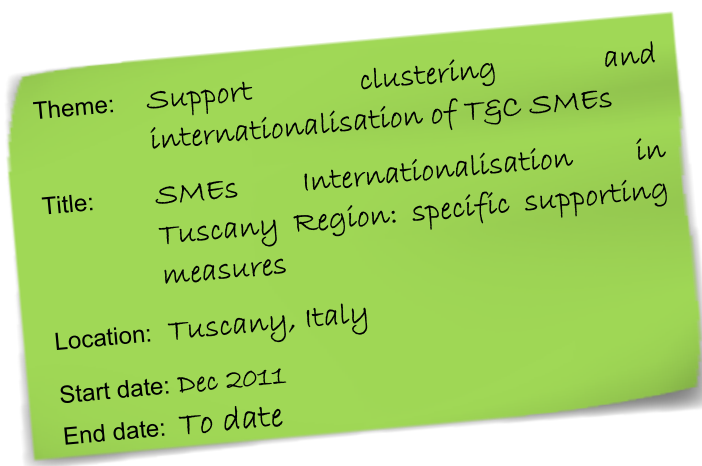 Theme: Support clustering and
internationalisation of T&C SMEs
Title: SMEs Internationalisation in
Tuscany Region: specific supporting
measures
Location: Tuscany, Italy
Start date: Dec 2011
End date: To date